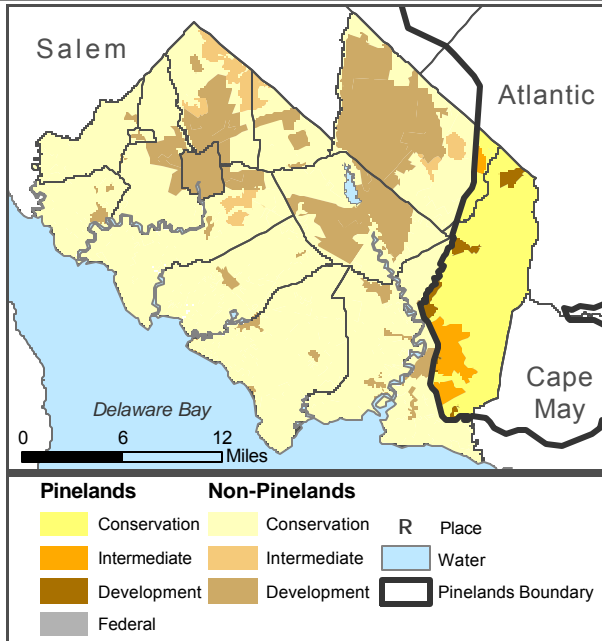 Salem
Atlantic
Cape
May
Delaware Bay
0 6 12
Miles
Pinelands Non-Pinelands
Conservation Conservation R Place
Intermediate Intermediate Water
Development Development Pinelands Boundary
Federal